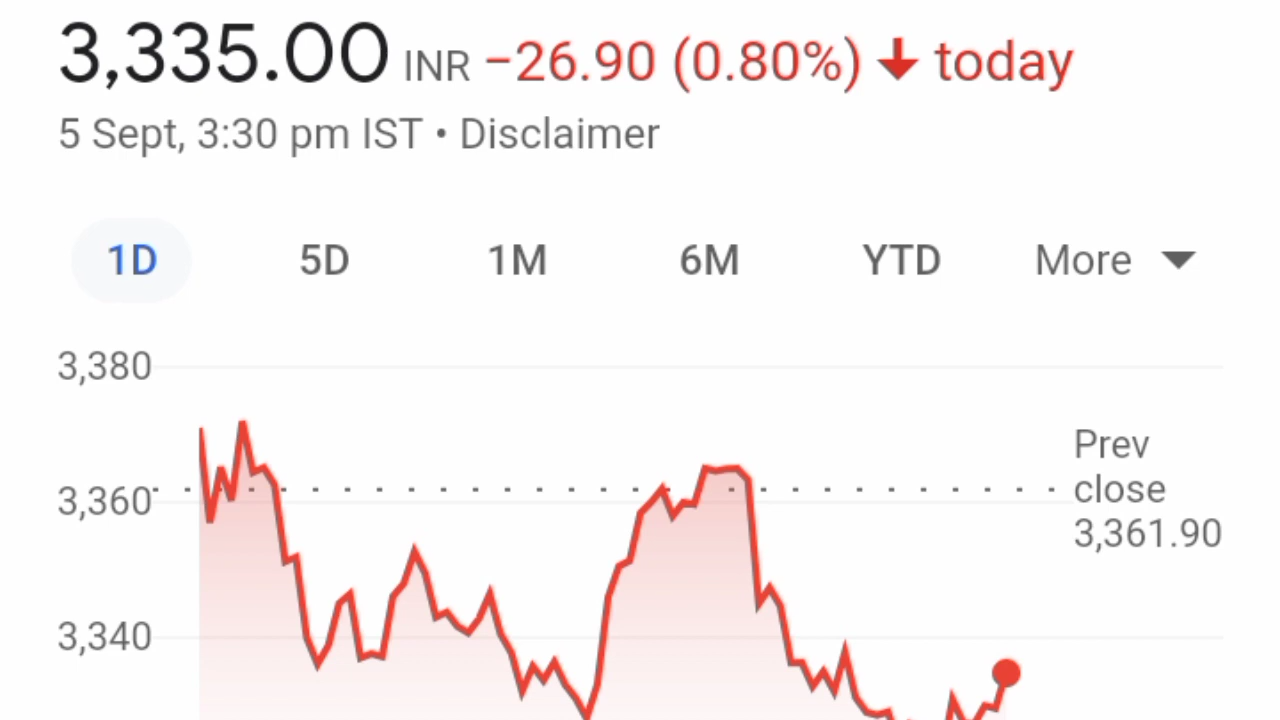 3,335.00 INR −26.90 (0.80%) ↓ today
5 Sept, 3:30 pm IST • Disclaimer
1D 5D 1M 6M YTD More
3,380
Prev
close
3,361.90
3,360
3,340